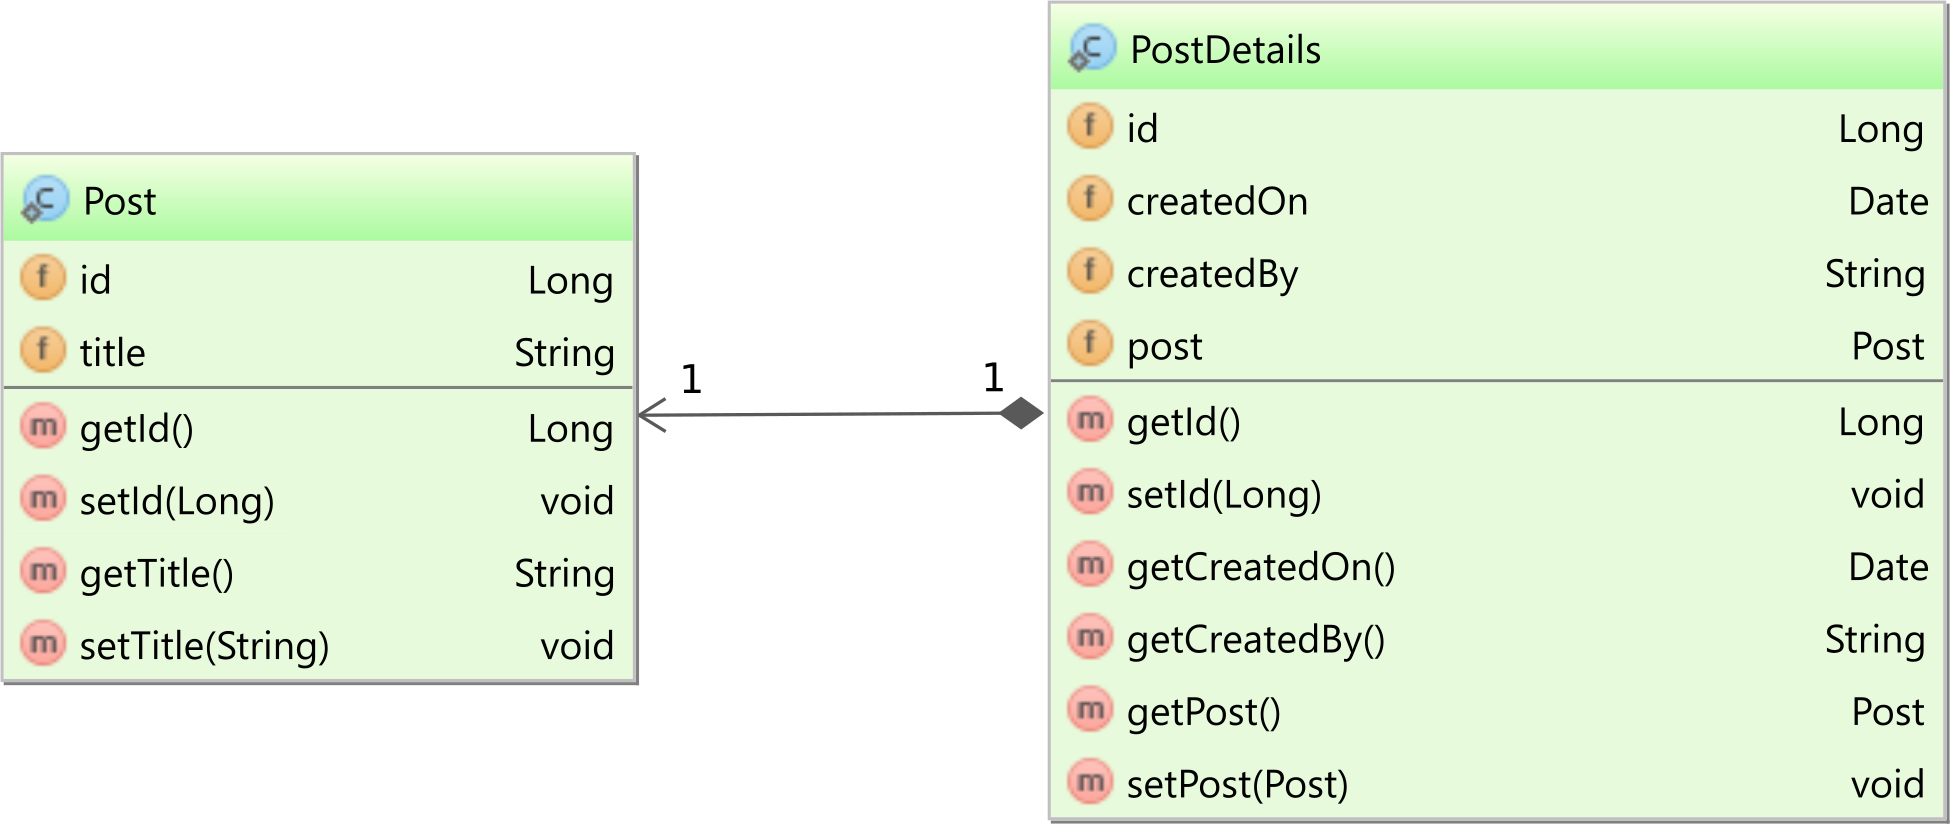 Post
id Long
title String
getId() Long
setId(Long) void
getTitle() String
setTitle(String) void
1 1
PostDetails
id Long
createdOn Date
createdBy String
post Post
getId() Long
setId(Long) void
getCreatedOn() Date
getCreatedBy() String
getPost() Post
setPost(Post) void